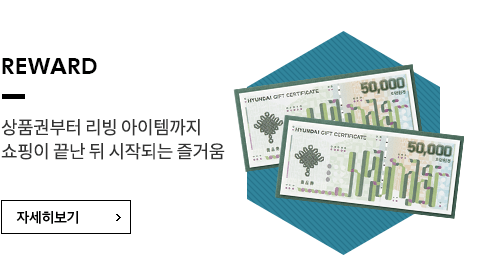 REWARD
상품권부터 리빙 아이템까지
쇼핑이 끝난 뒤 시작되는 즐거움
자세히보기
HYUNDAI GIFT CERTIFICATE
50,000
HYUNDAI GIFT CERTIFICATE
50,000